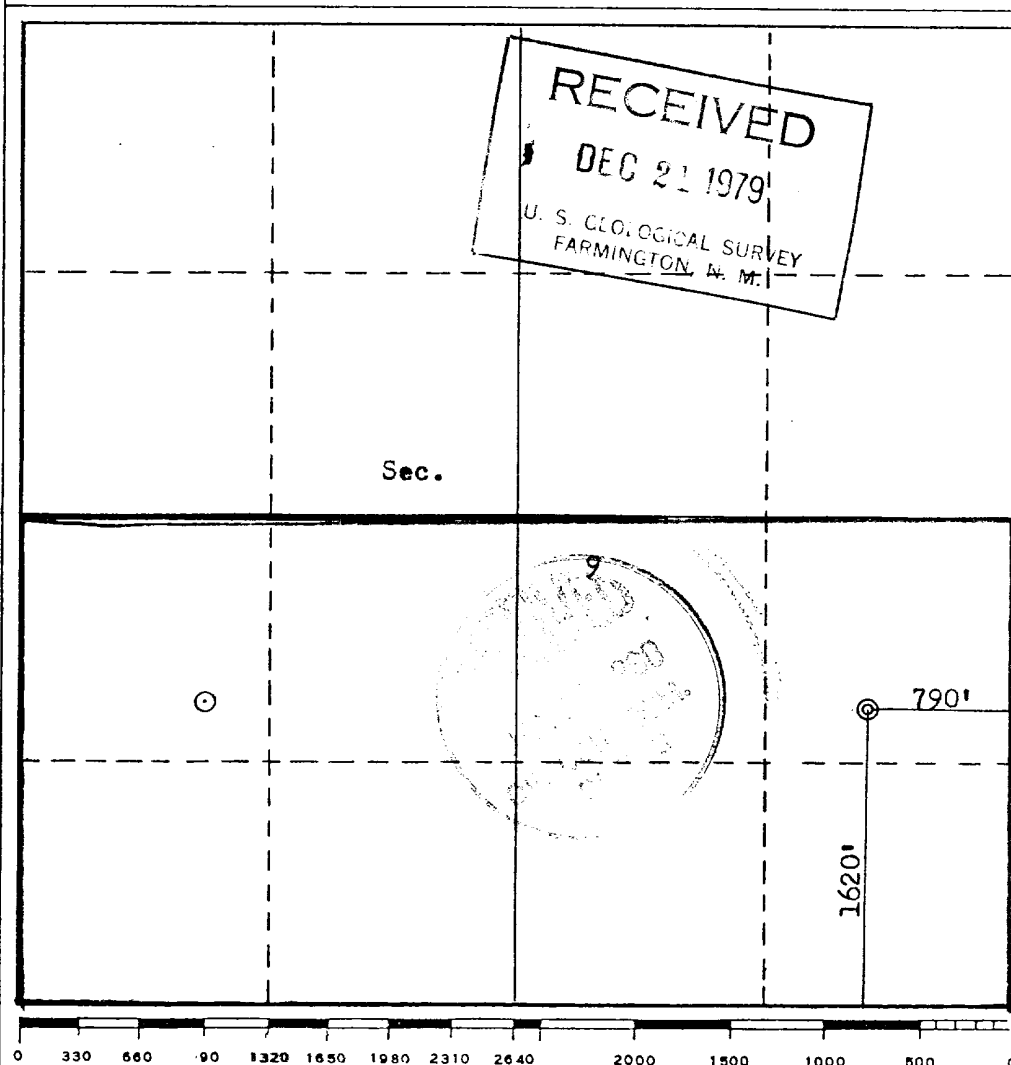 RECEIVED
DEC 21 1979
U. S. GEOLOGICAL SURVEY
FARMINGTON, N. M.
Sec.
9
790'
1620'
0 330 660 90 1320 1650 1980 2310 2640 2000 1500 1000 500 0